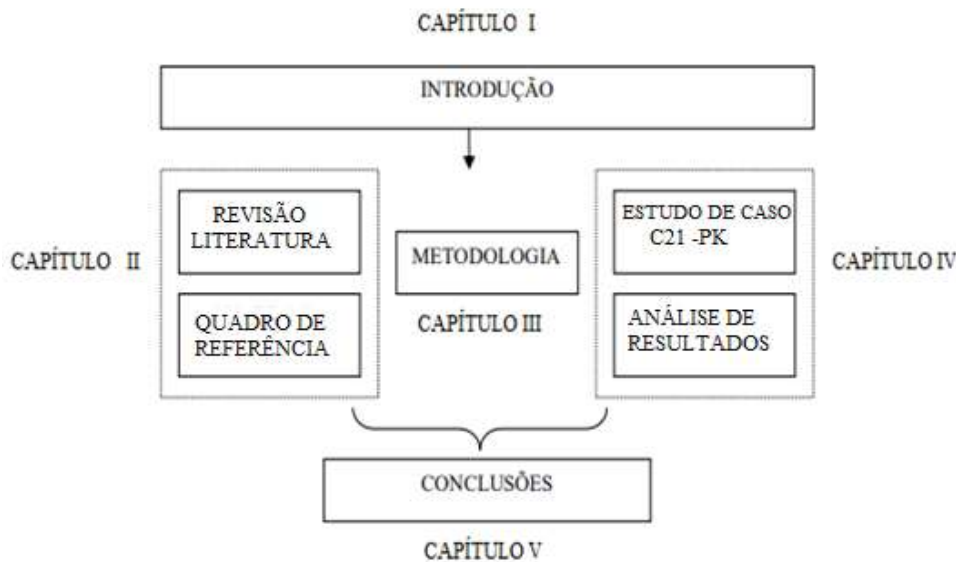 CAPÍTULO I
INTRODUÇÃO
REVISÃO
LITERATURA
CAPÍTULO II
QUADRO DE
REFERÊNCIA
METODOLOGIA
CAPÍTULO III
ESTUDO DE CASO
C21 -PK
CAPÍTULO IV
ANÁLISE DE
RESULTADOS
CONCLUSÕES
CAPÍTULO V